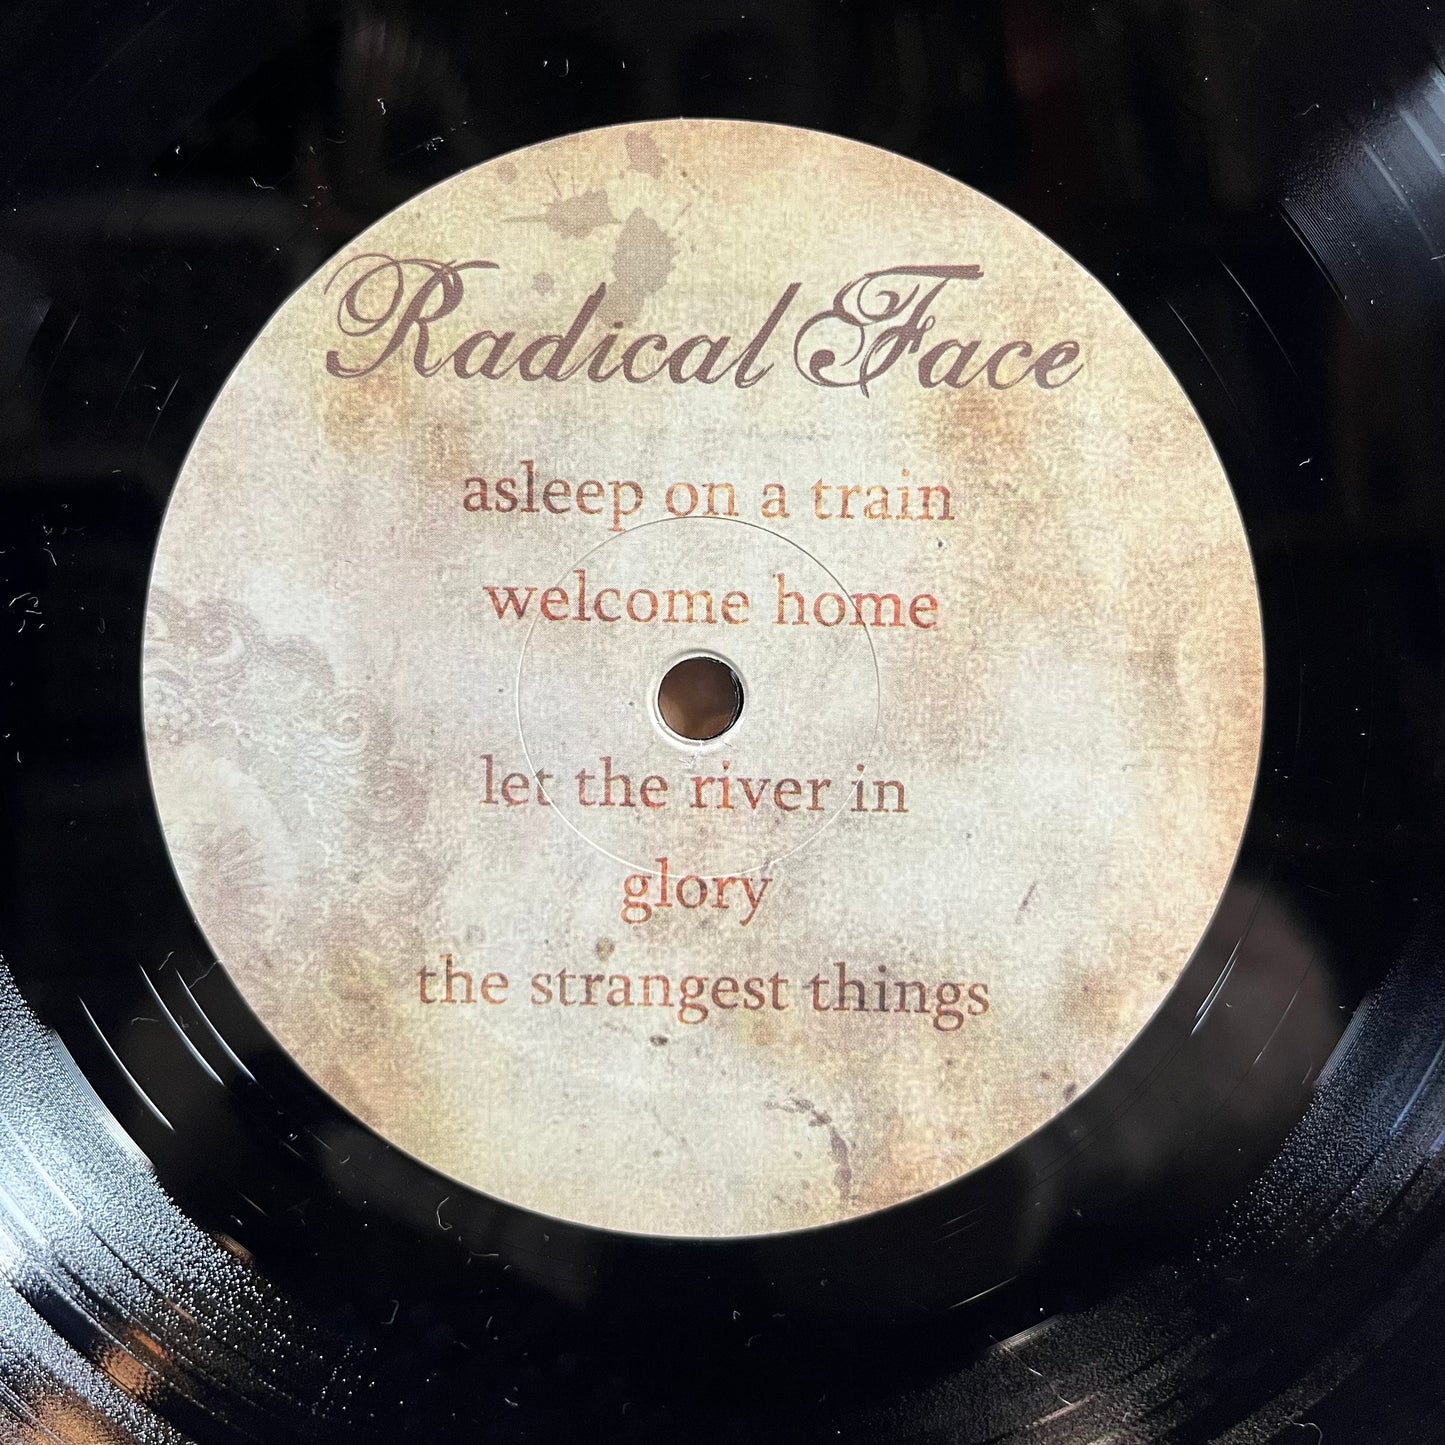 Radical Face
asleep on a train
welcome home
let the river in
glory
the strangest things